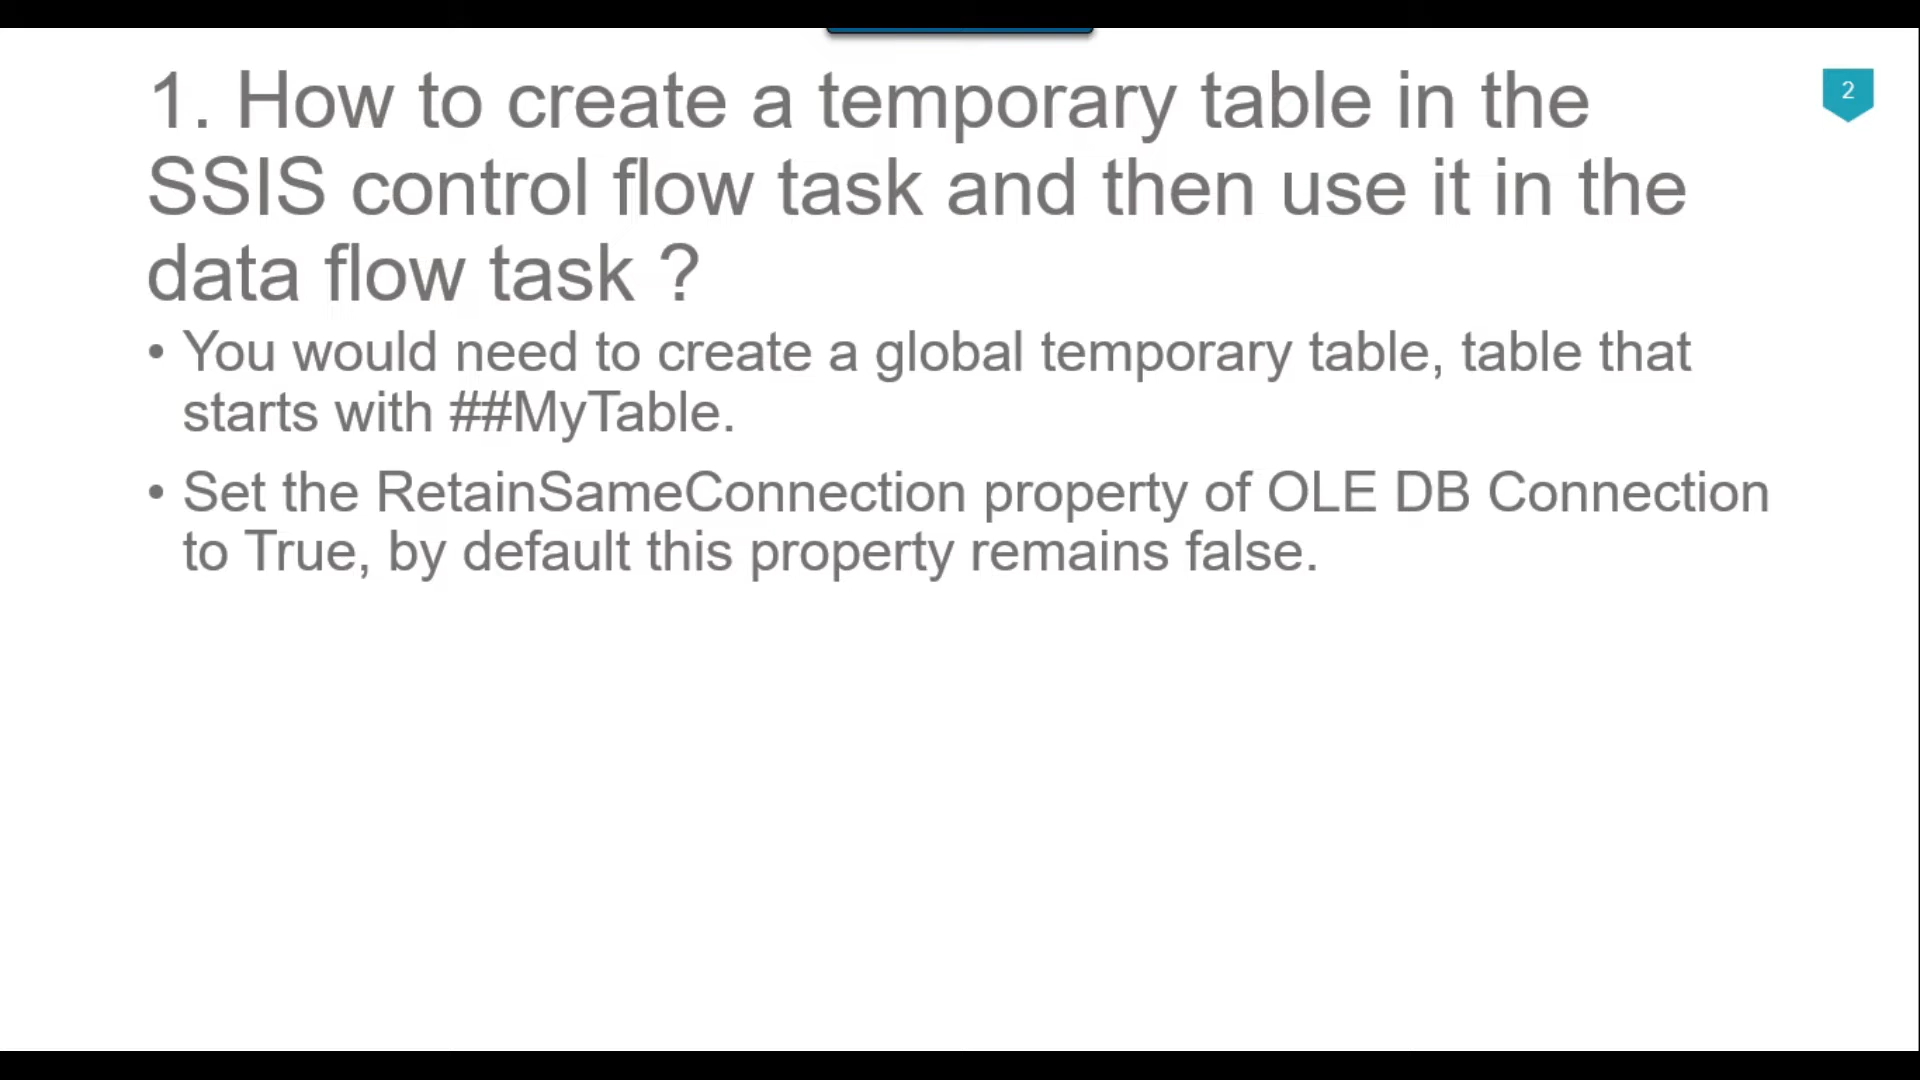 2
1. How to create a temporary table in the
SSIS control flow task and then use it in the
data flow task ?
• You would need to create a global temporary table, table that
starts with ##MyTable.
• Set the RetainSameConnection property of OLE DB Connection
to True, by default this property remains false.